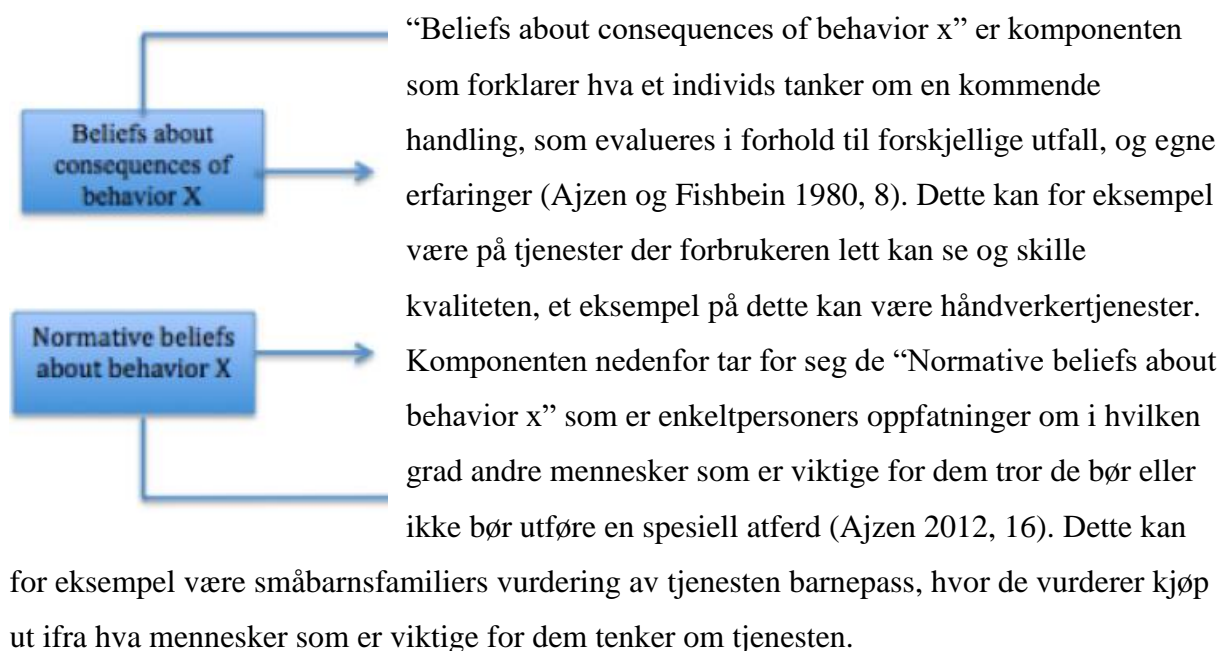 Beliefs about
consequences of
behavior X
Normative beliefs
about behavior X
“Beliefs about consequences of behavior x” er komponenten
som forklarer hva et individs tanker om en kommende
handling, som evalueres i forhold til forskjellige utfall, og egne
erfaringer (Ajzen og Fishbein 1980, 8). Dette kan for eksempel
være på tjenester der forbrukeren lett kan se og skille
kvaliteten, et eksempel på dette kan være håndverkertjenester.
Komponenten nedenfor tar for seg de “Normative beliefs about
behavior x” som er enkeltpersoners oppfatninger om i hvilken
grad andre mennesker som er viktige for dem tror de bør eller
ikke bør utføre en spesiell atferd (Ajzen 2012, 16). Dette kan
for eksempel være småbarnsfamiliers vurdering av tjenesten barnepass, hvor de vurderer kjøp
ut ifra hva mennesker som er viktige for dem tenker om tjenesten.